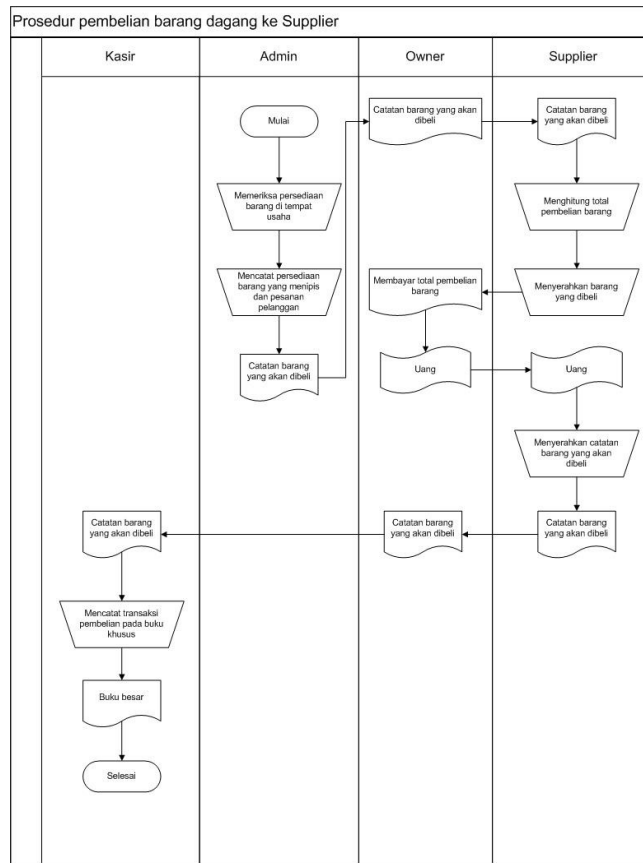 Prosedur pembelian barang dagang ke Supplier
Kasir
Admin
Owner
Supplier
Mulai
Memeriksa persediaan
barang di tempat
usaha
Mencatat persediaan
barang yang menipis
dan pesanan
pelanggan
Catatan barang
yang akan dibeli
Catatan barang yang akan
dibeli
Catatan barang
yang akan dibeli
Menghitung total
pembelian barang
Menyerahkan barang
yang dibeli
Membayar total pembelian
barang
Uang
Uang
Menyerahkan catatan
barang yang akan
dibeli
Catatan barang
yang akan dibeli
Catatan barang
yang akan dibeli
Catatan barang
yang akan dibeli
Mencatat transaksi
pembelian pada buku
khusus
Buku besar
Selesai